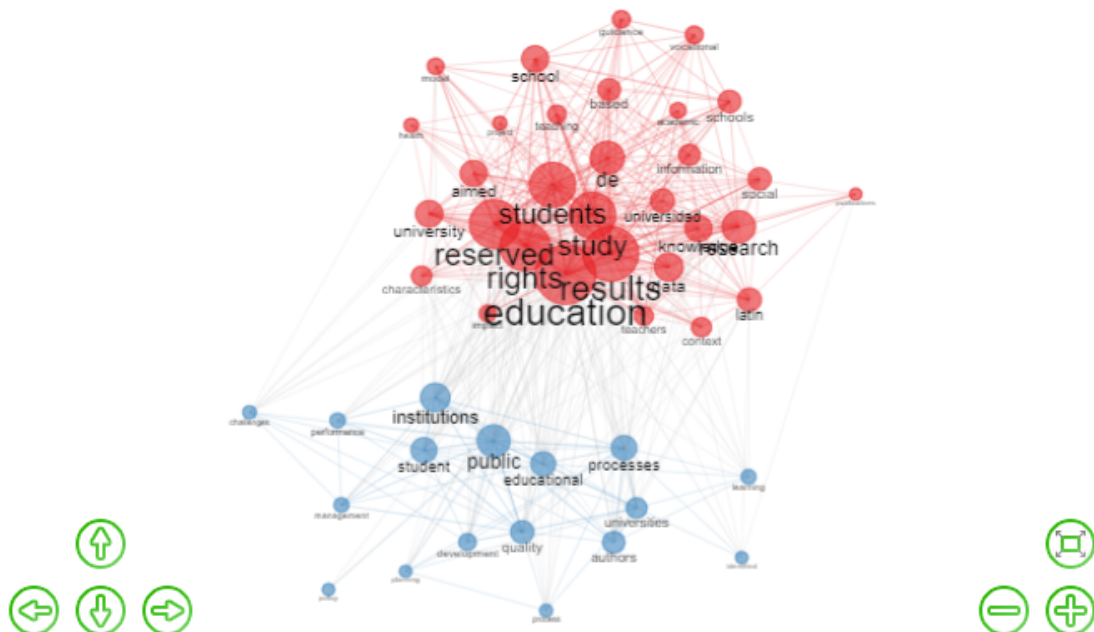 guidance
vocational
model
school
based
schools
academic
health
project
teaching
information
de
aimed
social
students
universidad
university
study
knowledge
research
reserved
rights
characteristics
results
data
education
latin
impact
teachers
context
institutions
challenges
performance
public
student
educational
processes
learning
management
universities
development
quality
authors
identified
planning
policy
process